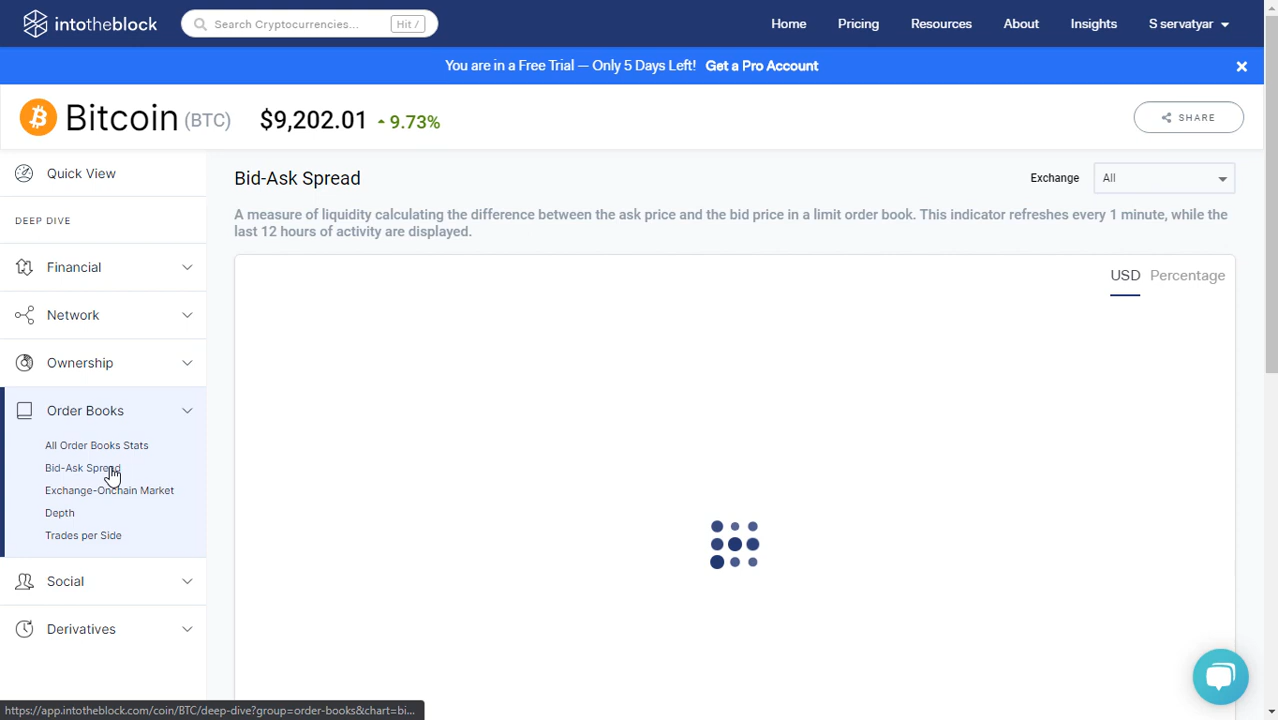 intotheblock
Search Cryptocurrencies...
Hit /
Home
Pricing
Resources
About
Insights
S servatyar
You are in a Free Trial — Only 5 Days Left! Get a Pro Account
Bitcoin (BTC)
$9,202.01
9.73%
SHARE
Quick View
DEEP DIVE
Financial
Network
Ownership
Order Books
All Order Books Stats
Bid-Ask Spread
Exchange-Onchain Market
Depth
Trades per Side
Social
Derivatives
Bid-Ask Spread
Exchange
All
A measure of liquidity calculating the difference between the ask price and the bid price in a limit order book. This indicator refreshes every 1 minute, while the
last 12 hours of activity are displayed.
USD
Percentage
https://app.intotheblock.com/coin/BTC/deep-dive?group=order-books&chart=bi...